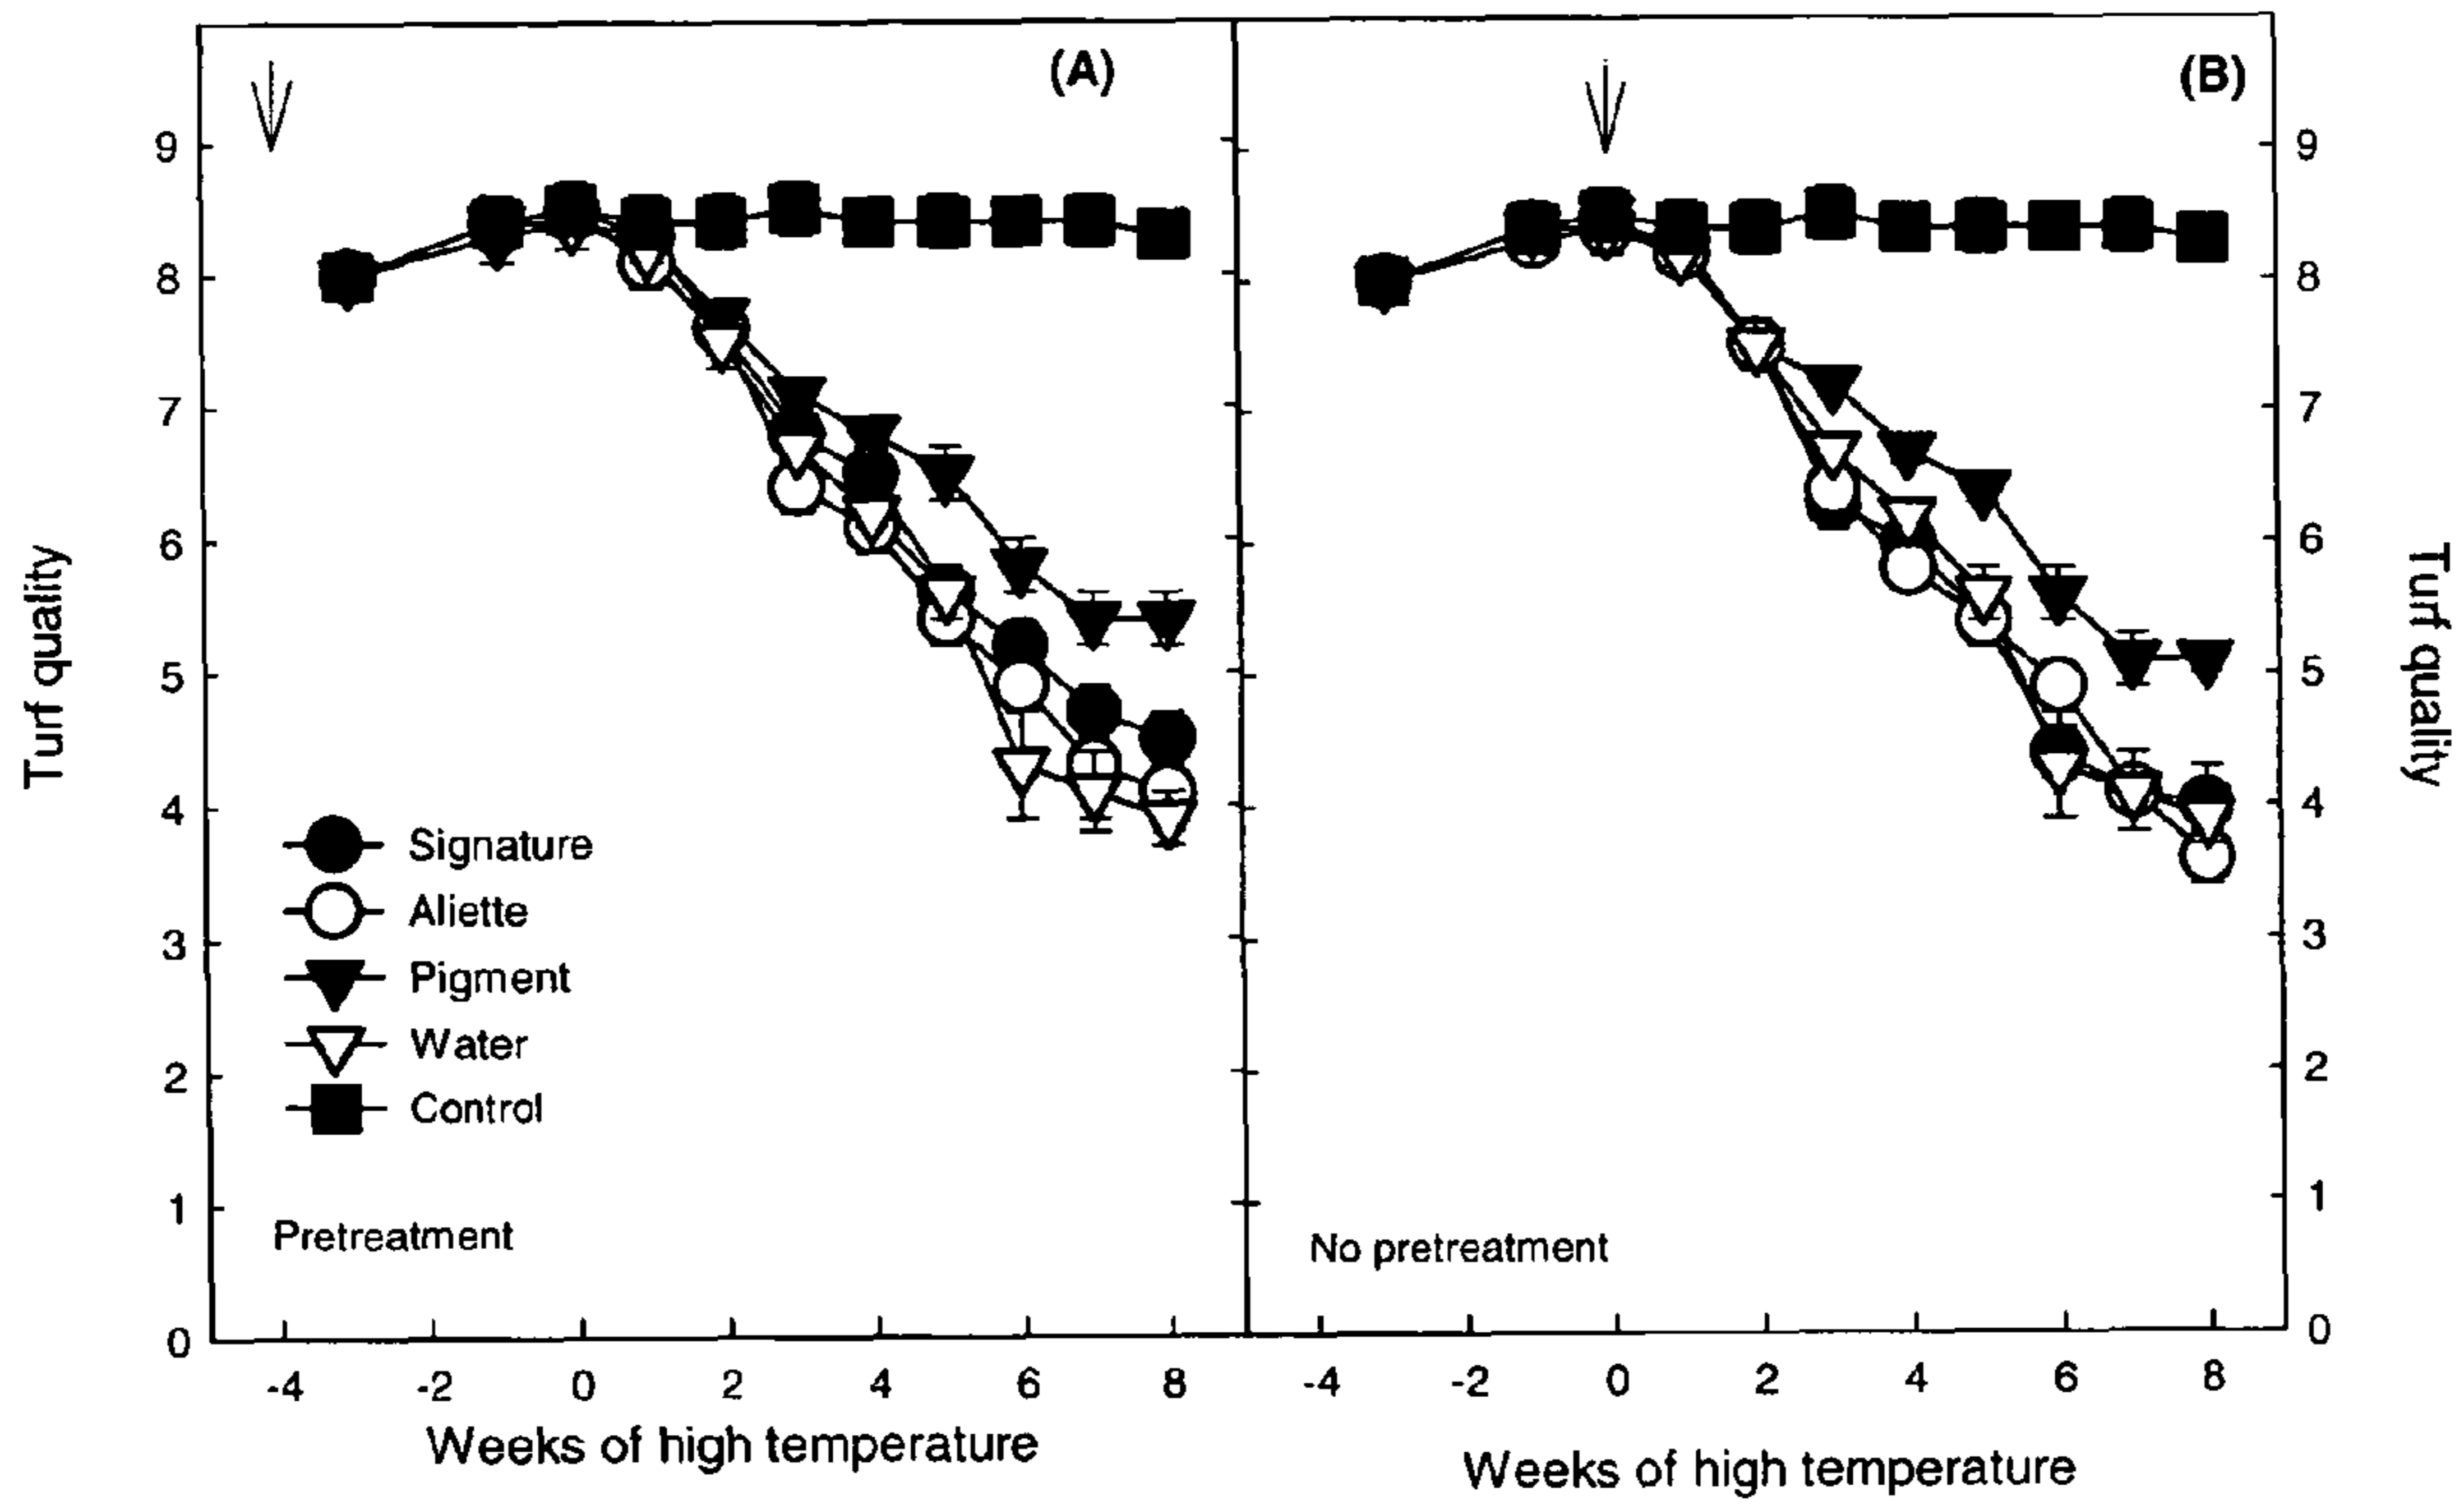 (A)
(B)
9
8
7
6
5
4
3
2
1
0
Turf quality
Signature
Aliette
Pigment
Water
Control
Pretreatment
No pretreatment
9
8
7
6
5
4
3
2
1
0
Turf quality
-4 -2 0 2 4 6 8
-4 -2 0 2 4 6 8
Weeks of high temperature
Weeks of high temperature